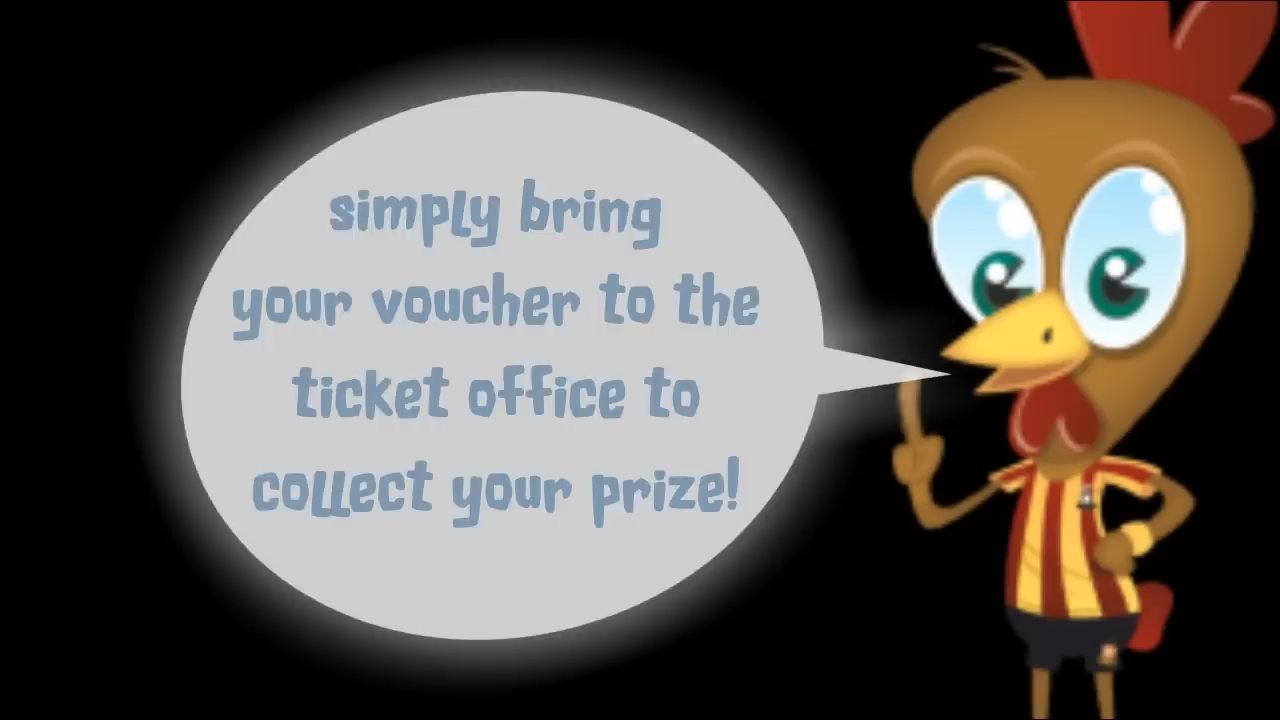 simply bring
your voucher to the
ticket office to
collect your prize!